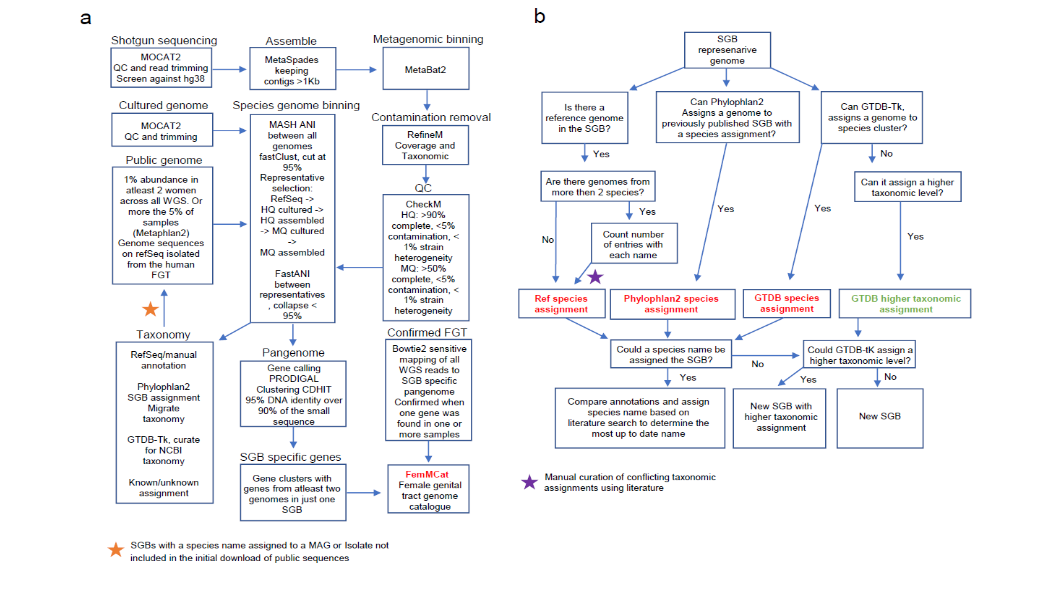 a
Shotgun sequencing
MOCAT2
QC and read trimming
Screen against hg38
Assemble
MetaSpades
keeping
contigs >1Kb
Metagenomic binning
MetaBat2
Cultured genome
MOCAT2
QC and trimming
Species genome binning
MASH ANI
between all
genomes
fastClust, cut at
95%
Representative
selection:
RefSeq ->
HQ cultured ->
HQ assembled
-> MQ cultured
->
MQ assembled
FastANI
between
representatives
, collapse <
95%
Contamination removal
RefineM
Coverage and
Taxonomic
Public genome
1% abundance in
atleast 2 women
across all WGS. Or
more the 5% of
samples
(Metaphlan2)
Genome sequences
on refSeq isolated
from the human
FGT
QC
CheckM
HQ: >90%
complete, <5%
contamination, <
1% strain
heterogeneity
MQ: >50%
complete, <5%
contamination, <
1% strain
heterogeneity
Taxonomy
RefSeq/manual
annotation
Phylophlan2
SGB assignment
Migrate
taxonomy
GTDB-Tk, curate
for NCBI
taxonomy
Known/unknown
assignment
Pangenome
Gene calling
PRODIGAL
Clustering CDHIT
95% DNA identity over
90% of the small
sequence
Confirmed FGT
Bowtie2 sensitive
mapping of all
WGS reads to
SGB specific
pangenome
Confirmed when
one gene was
found in one or
more samples
SGB specific genes
Gene clusters with
genes from atleast two
genomes in just one
SGB
FemMCat
Female genital
tract genome
catalogue
SGBs with a species name assigned to a MAG or Isolate not
included in the initial download of public sequences
b
SGB
represenarive
genome
Is there a
reference genome
in the SGB?
Can Phylophlan2
Assigns a genome to
previously published SGB with
a species assignment?
Can GTDB-Tk,
assigns a genome to
species cluster?
Yes
No
Are there genomes from
more then 2 species?
Can it assign a higher
taxonomic level?
Yes
Yes
Yes
No
Count number
of entries with
each name
Yes
Ref species
assignment
Phylophlan2 species
assignment
GTDB species
assignment
GTDB higher taxonomic
assignment
Could a species name be
assigned the SGB?
No
Could GTDB-tK assign a
higher taxonomic level?
Yes
Yes
No
Compare annotations and assign
species name based on
literature search to determine the
most up to date name
New SGB with
higher taxonomic
assignment
New SGB
Manual curation of conflicting taxonomic
assignments using literature